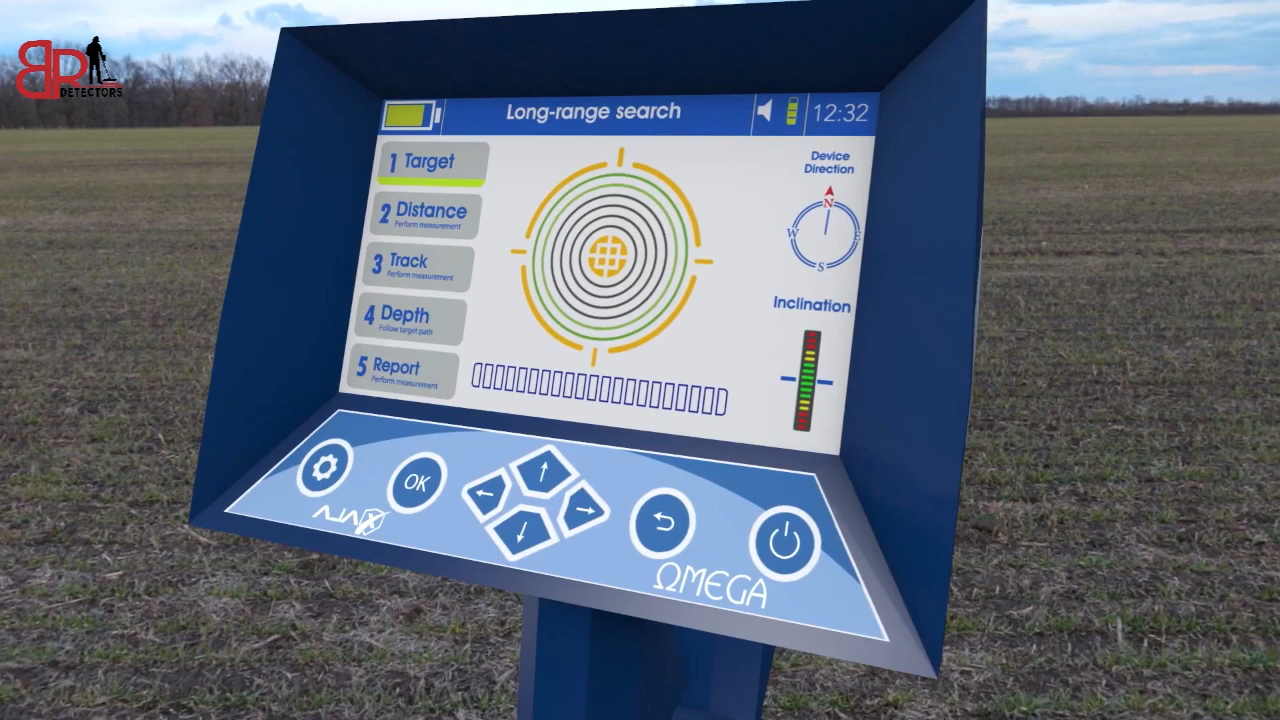 BR
DETECTORS
Long-range search
12:32
1 Target
2 Distance
Perform measurement
3 Track
Perform measurement
4 Depth
Follow target path
5 Report
Perform measurement
Device
Direction
N
W E
S
Inclination
OK
AJAX
ΩMEGA